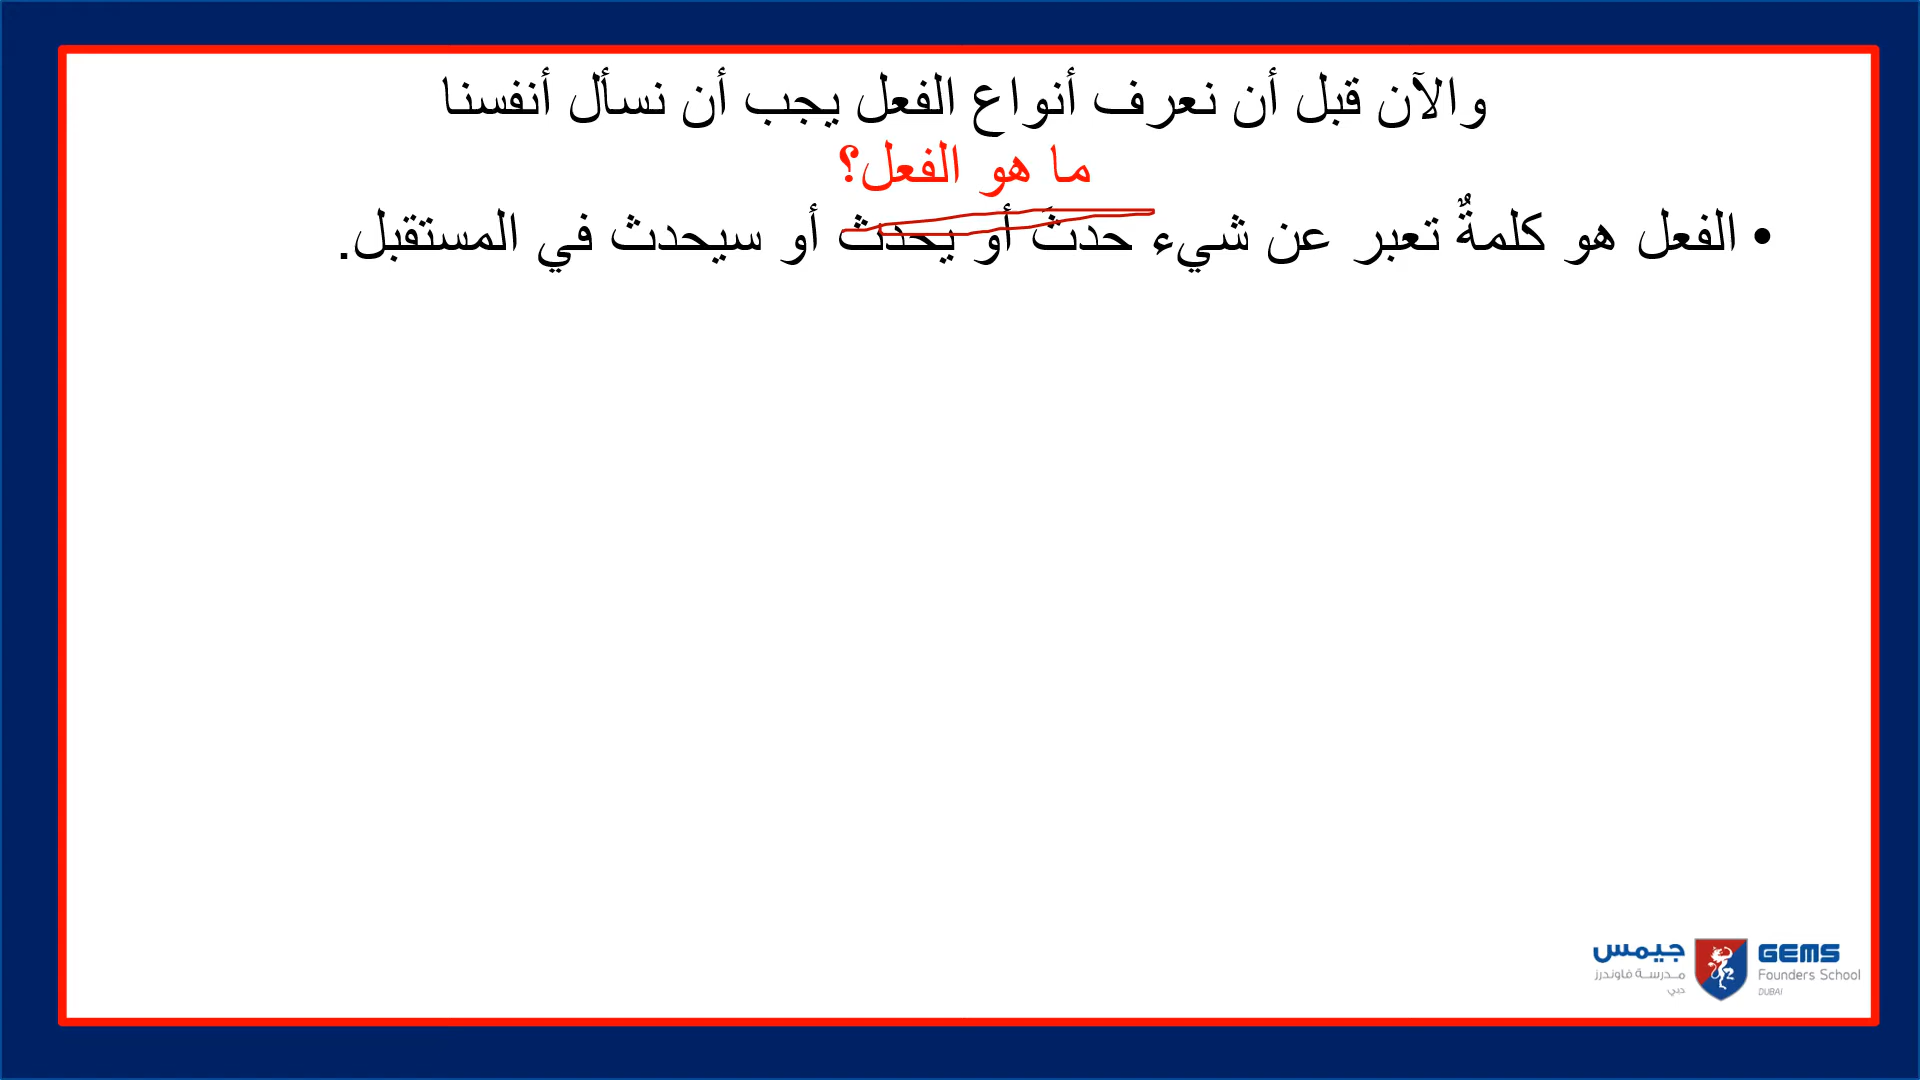 والآن قبل أن نعرف أنواع الفعل يجب أن نسأل أنفسنا
ما هو الفعل؟
• الفعل هو كلمةٌ تعبر عن شيء حدثَ أو يحدث أو سيحدث في المستقبل.
جيمس
مدرسة فاوندرز
دبي
GEMS
Founders School
DUBAI